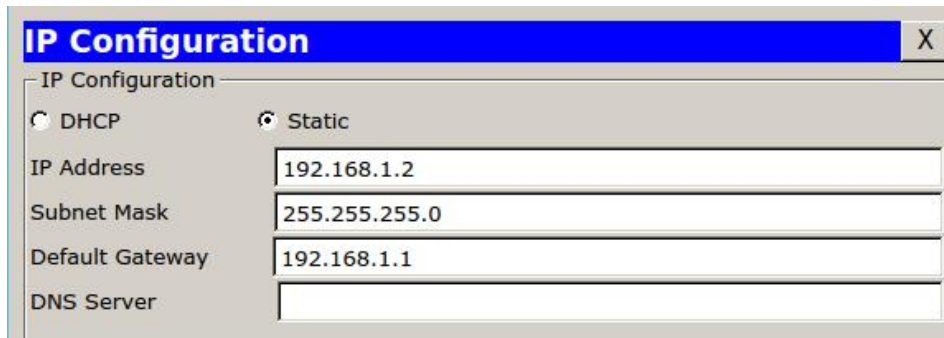 IP Configuration X
IP Configuration
DHCP Static
IP Address 192.168.1.2
Subnet Mask 255.255.255.0
Default Gateway 192.168.1.1
DNS Server